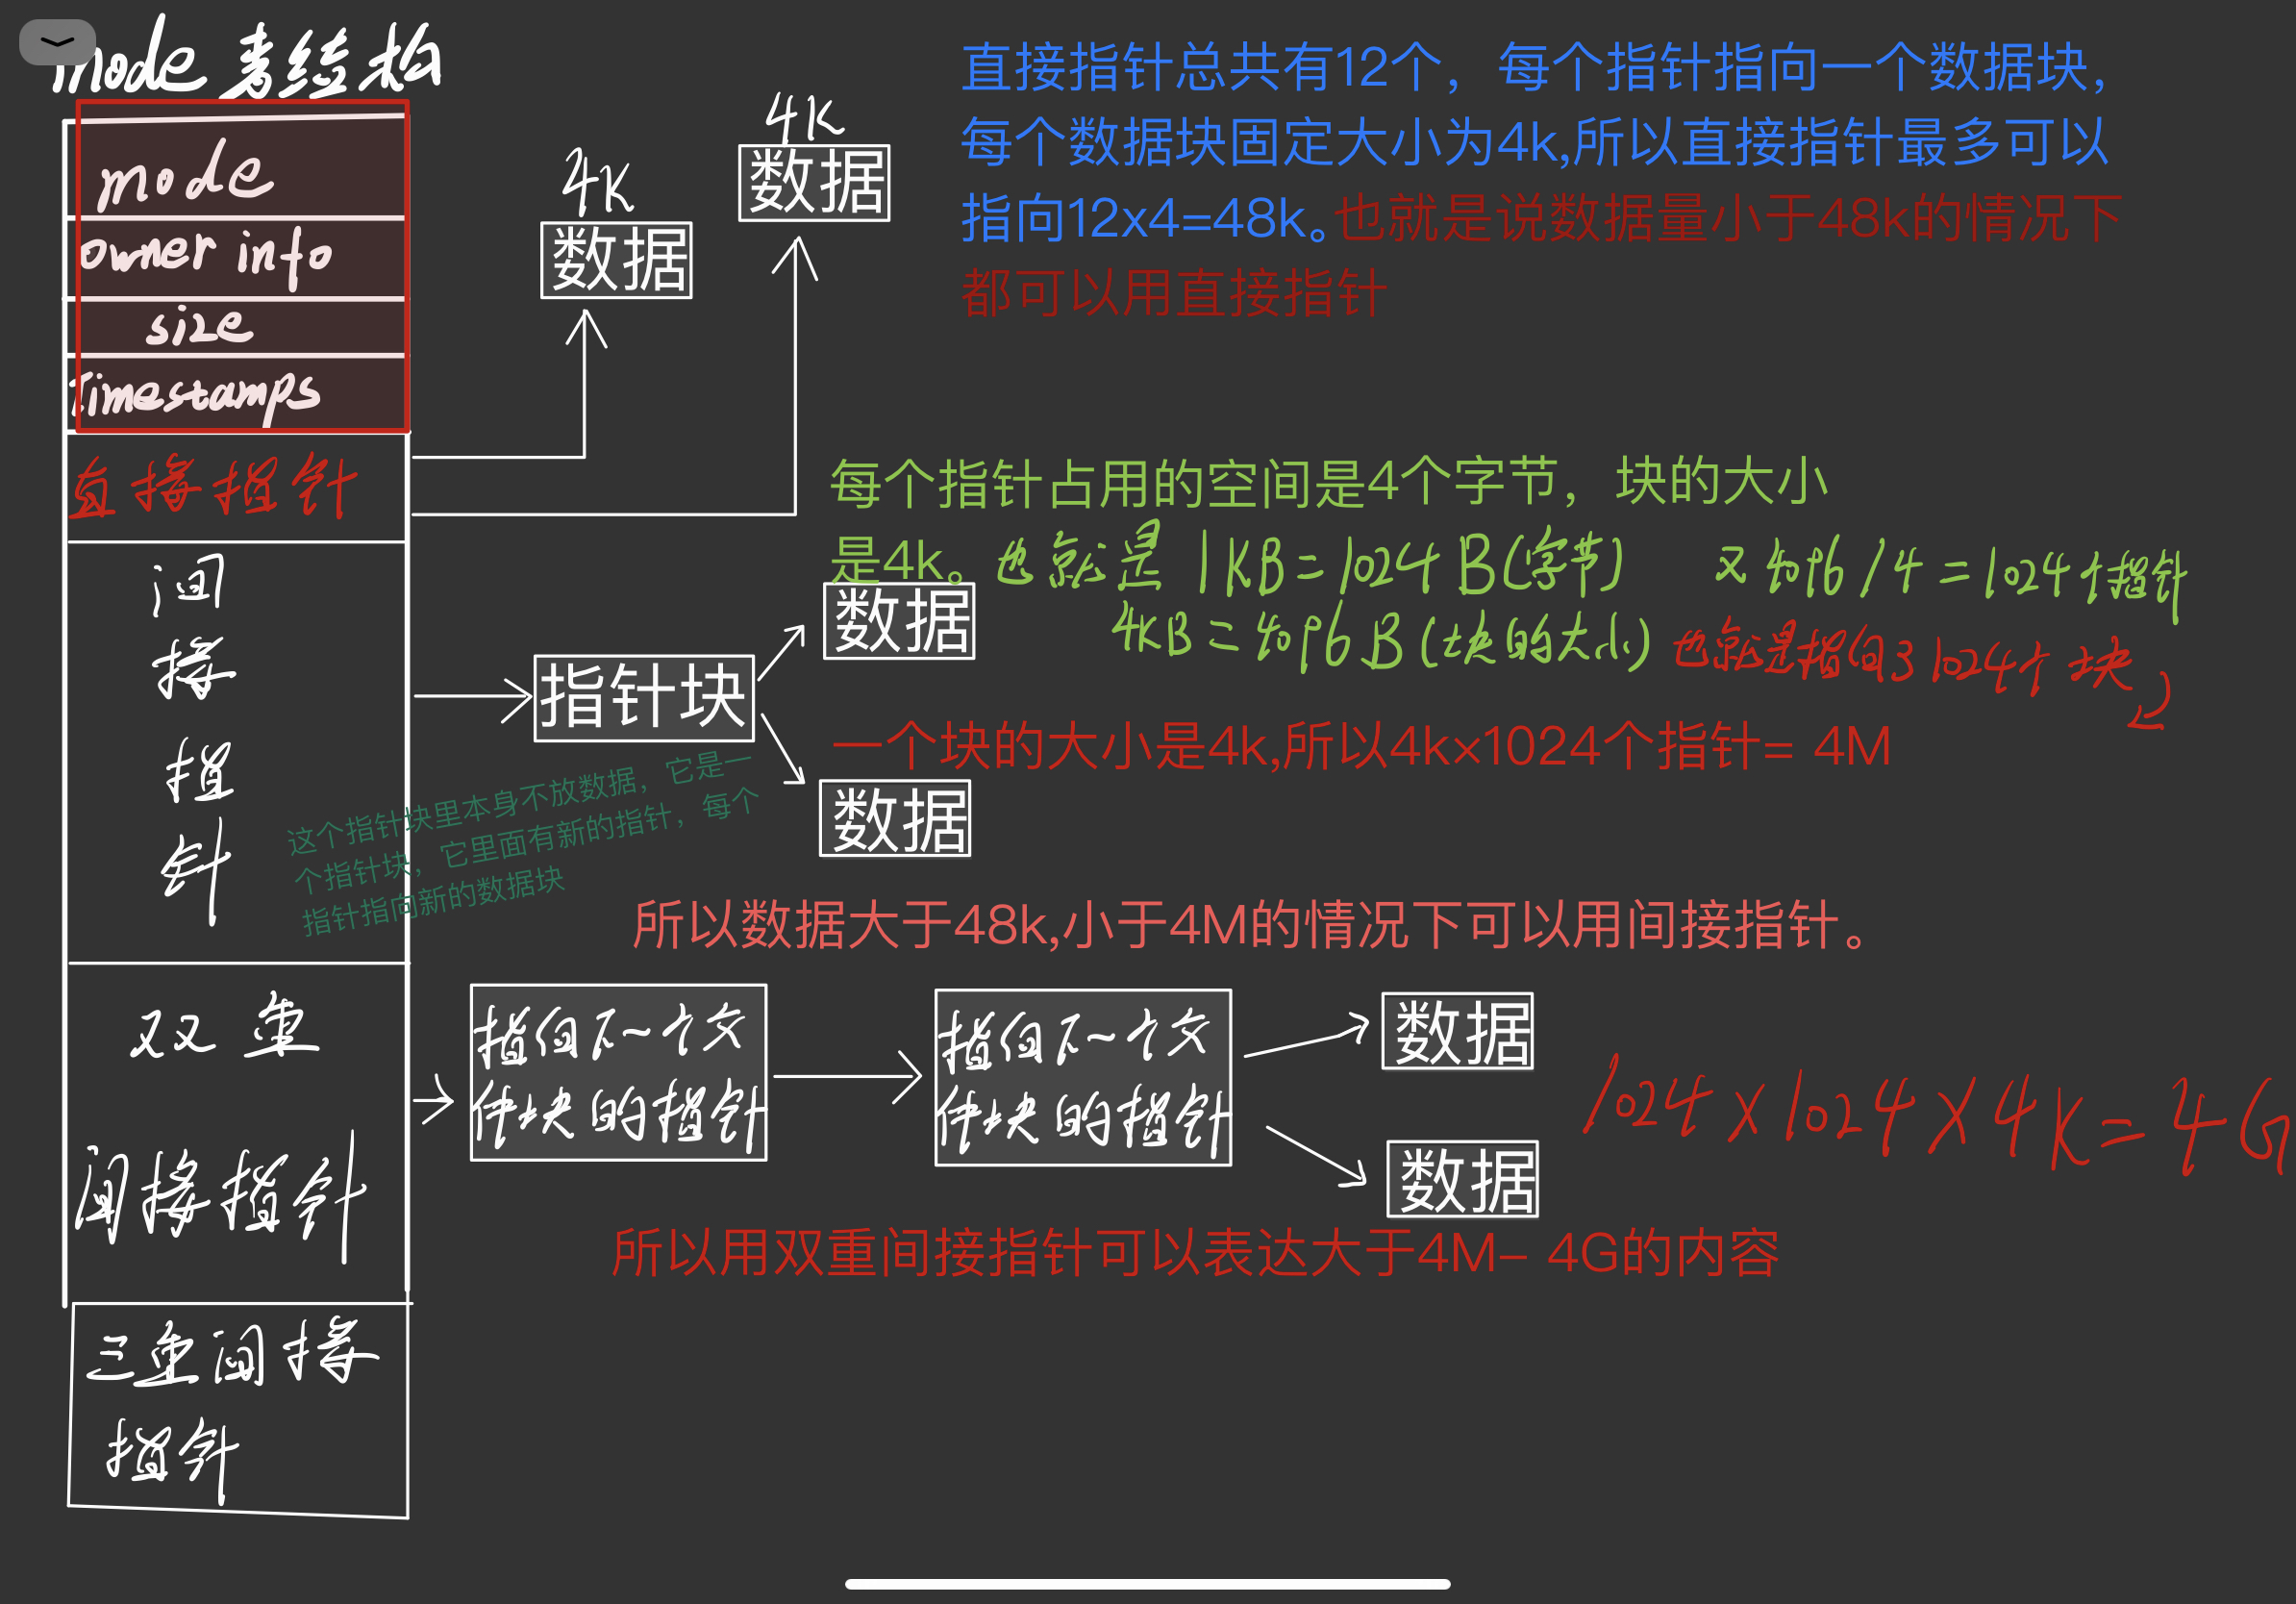 inode 表结构
mode
owner info
size
Timestamps
直接指针
间
接
指
针
双重
间接指针
三重间接
指针
4k
数据
4k
数据
直接指针总共有12个，每个指针指向一个数据块，
每个数据块固定大小为4k,所以直接指针最多可以
指向12x4=48k。也就是说数据量小于48k的情况下
都可以用直接指针
每个指针占用的空间是4个字节，块的大小
是4k。也就是1KB=1024B(字节)
4KB=4096B(块的大小)
又4096/4=1024个指针
也就是指向1024个块
数据
指针块
数据
一个块的大小是4k,所以4k×1024个指针= 4M
这个指针块里本身不放数据，它是一
个指针块，它里面有新的指针，每个
指针指向新的数据块
所以数据大于48k,小于4M的情况下可以用间接指针。
指向下一个
块的指针
指向下一个
块的指针
数据
数据
1024×1024×4K=4G
所以用双重间接指针可以表达大于4M- 4G的内容